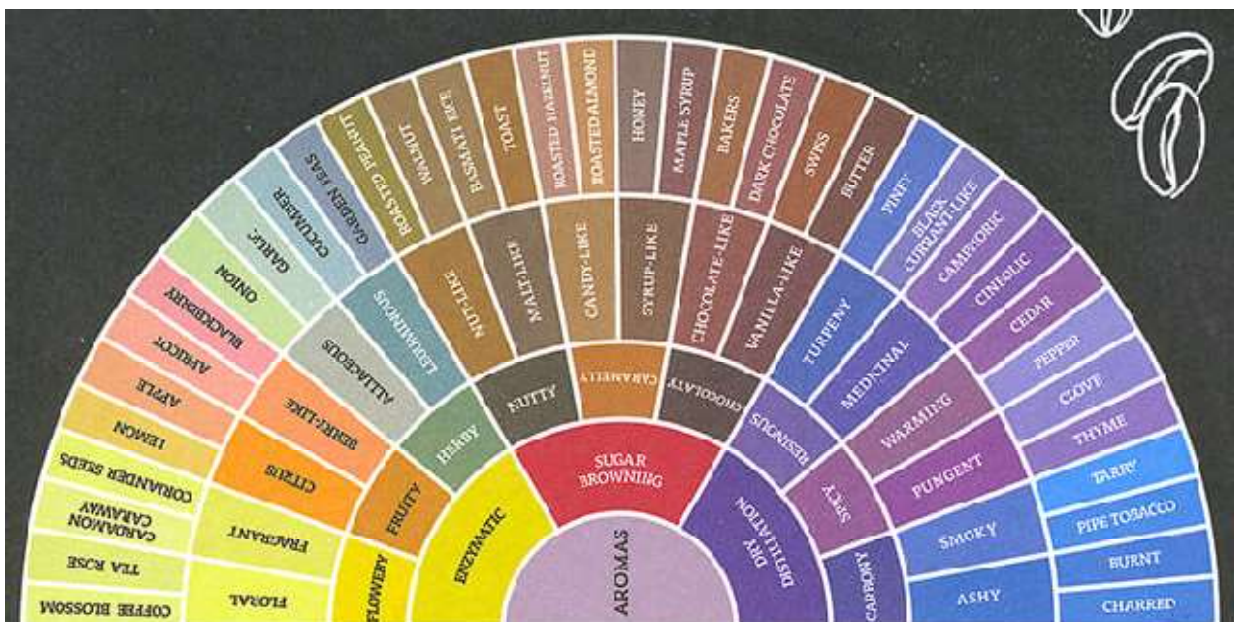 COFFEE BLOSSOM
TEA ROSE
CARDAMON
CARAWAY
CORIANDER SEEDS
LEMON
APPLE
APRICOT
BLACKBERRY
ONION
GARLIC
CUCUMBER
GARDEN PEAS
ROASTED PEANUT
WALNUT
BASMATI RICE
TOAST
ROASTED HAZELNUT
ROASTED ALMOND
HONEY
MAPLE SYRUP
BAKERS
DARK CHOCOLATE
SWISS
BUTTER
PINEY
BLACK
CURRANT-LIKE
CAMPHORIC
CINEOLIC
CEDAR
PEPPER
CLOVE
THYME
TARRY
PIPE TOBACCO
BURNT
CHARRED
FLORAL
FRAGRANT
CITRUS
BERRI-LIKE
ALLIACEOUS
LEGUMINOUS
NUT-LIKE
MALT-LIKE
CANDY-LIKE
SYRUP-LIKE
CHOCOLATE-LIKE
VANILLA-LIKE
TURPENY
MEDICINAL
WARMING
PUNGENT
SMOKY
ASHY
FLOWERY
FRUITY
HERBY
NUTTY
CARAMELLY
CHOCOLATY
RESINOUS
SPICY
CARBONY
ENZYMATIC
SUGAR
BROWNING
DRY
DISTILLATION
AROMAS